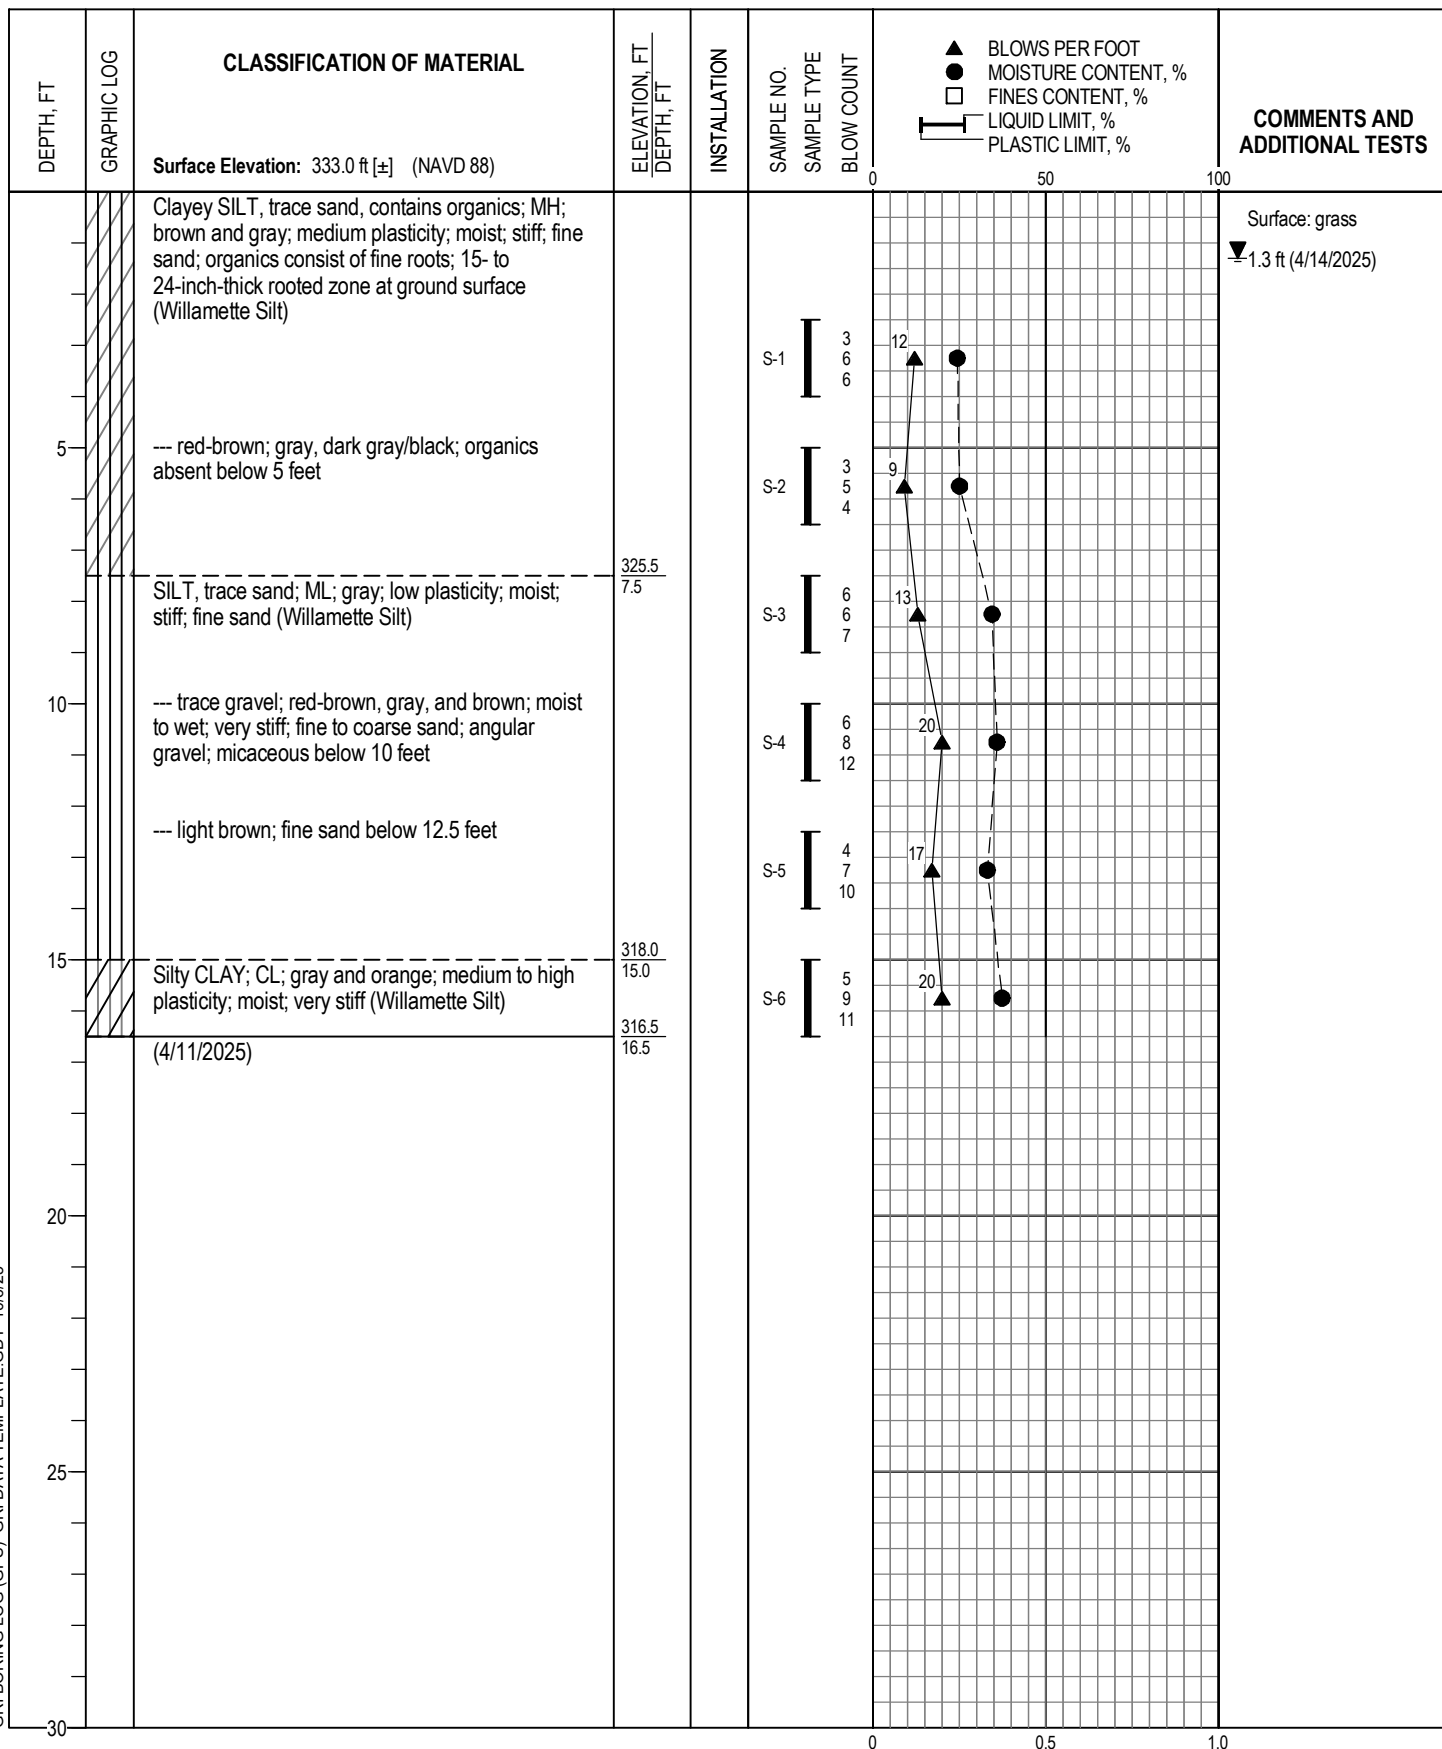 DEPTH, FT
GRAPHIC LOG
CLASSIFICATION OF MATERIAL
Surface Elevation: 333.0 ft [±] (NAVD 88)
ELEVATION, FT
DEPTH, FT
INSTALLATION
SAMPLE NO.
SAMPLE TYPE
BLOW COUNT
BLOWS PER FOOT
MOISTURE CONTENT, %
FINES CONTENT, %
LIQUID LIMIT, %
PLASTIC LIMIT, %
0 50 100
COMMENTS AND
ADDITIONAL TESTS
Clayey SILT, trace sand, contains organics; MH;
brown and gray; medium plasticity; moist; stiff; fine
sand; organics consist of fine roots; 15- to
24-inch-thick rooted zone at ground surface
(Willamette Silt)
Surface: grass
1.3 ft (4/14/2025)
S-1
3
6
6
12
5
--- red-brown; gray, dark gray/black; organics
absent below 5 feet
S-2
3
5
4
9
325.5
7.5
SILT, trace sand; ML; gray; low plasticity; moist;
stiff; fine sand (Willamette Silt)
S-3
6
6
7
13
10
--- trace gravel; red-brown, gray, and brown; moist
to wet; very stiff; fine to coarse sand; angular
gravel; micaceous below 10 feet
S-4
6
8
12
20
--- light brown; fine sand below 12.5 feet
S-5
4
7
10
17
15
318.0
15.0
Silty CLAY; CL; gray and orange; medium to high
plasticity; moist; very stiff (Willamette Silt)
S-6
5
9
11
20
316.5
16.5
(4/11/2025)
20
25
30
0 0.5 1.0